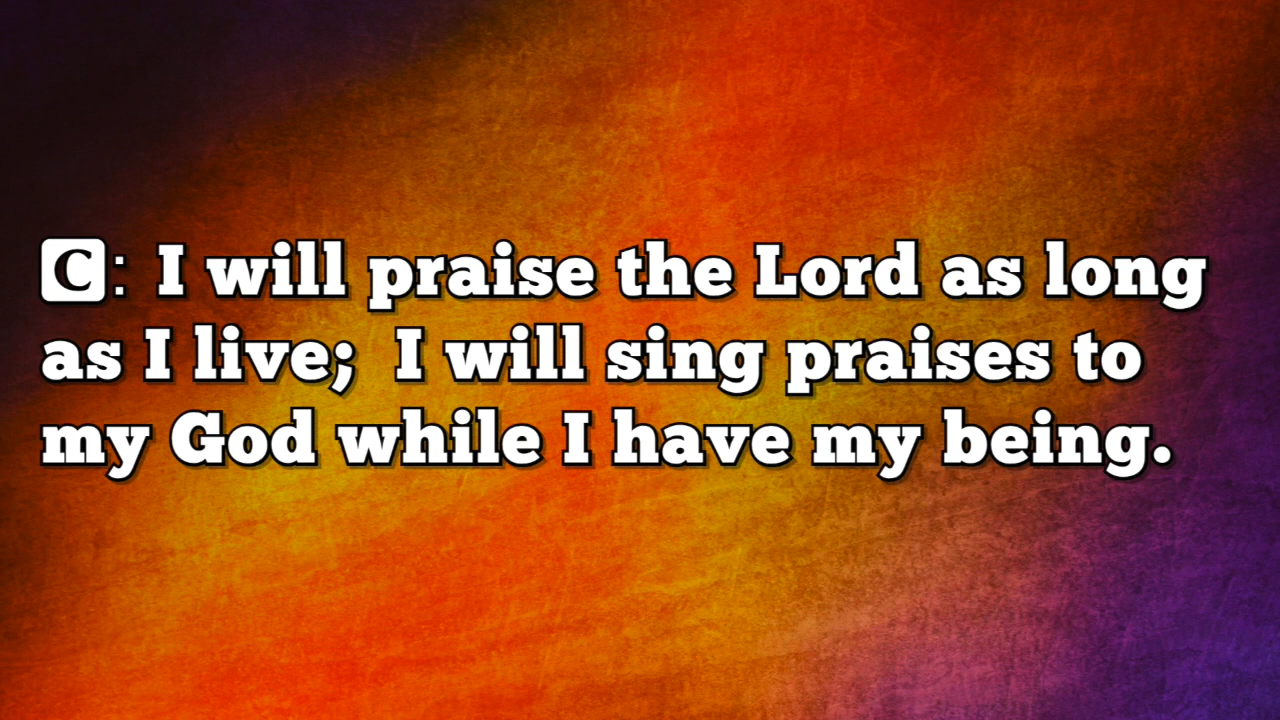 C: I will praise the Lord as long
as I live;  I will sing praises to
my God while I have my being.